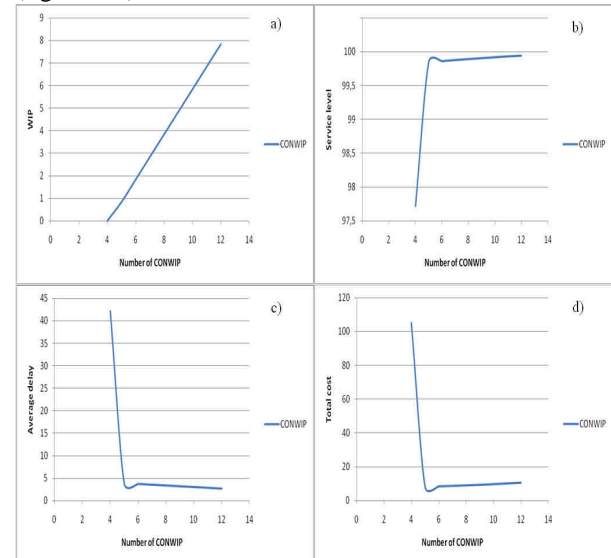 a)
9
8
7
6
5
4
3
2
1
0
WIP
0 2 4 6 8 10 12 14
Number of CONWIP
CONWIP
b)
100
99,5
99
98,5
98
97,5
Service level
0 2 4 6 8 10 12 14
Number of CONWIP
CONWIP
c)
45
40
35
30
25
20
15
10
5
0
Average delay
0 2 4 6 8 10 12 14
Number of CONWIP
CONWIP
d)
120
100
80
60
40
20
0
Total cost
0 2 4 6 8 10 12 14
Number of CONWIP
CONWIP